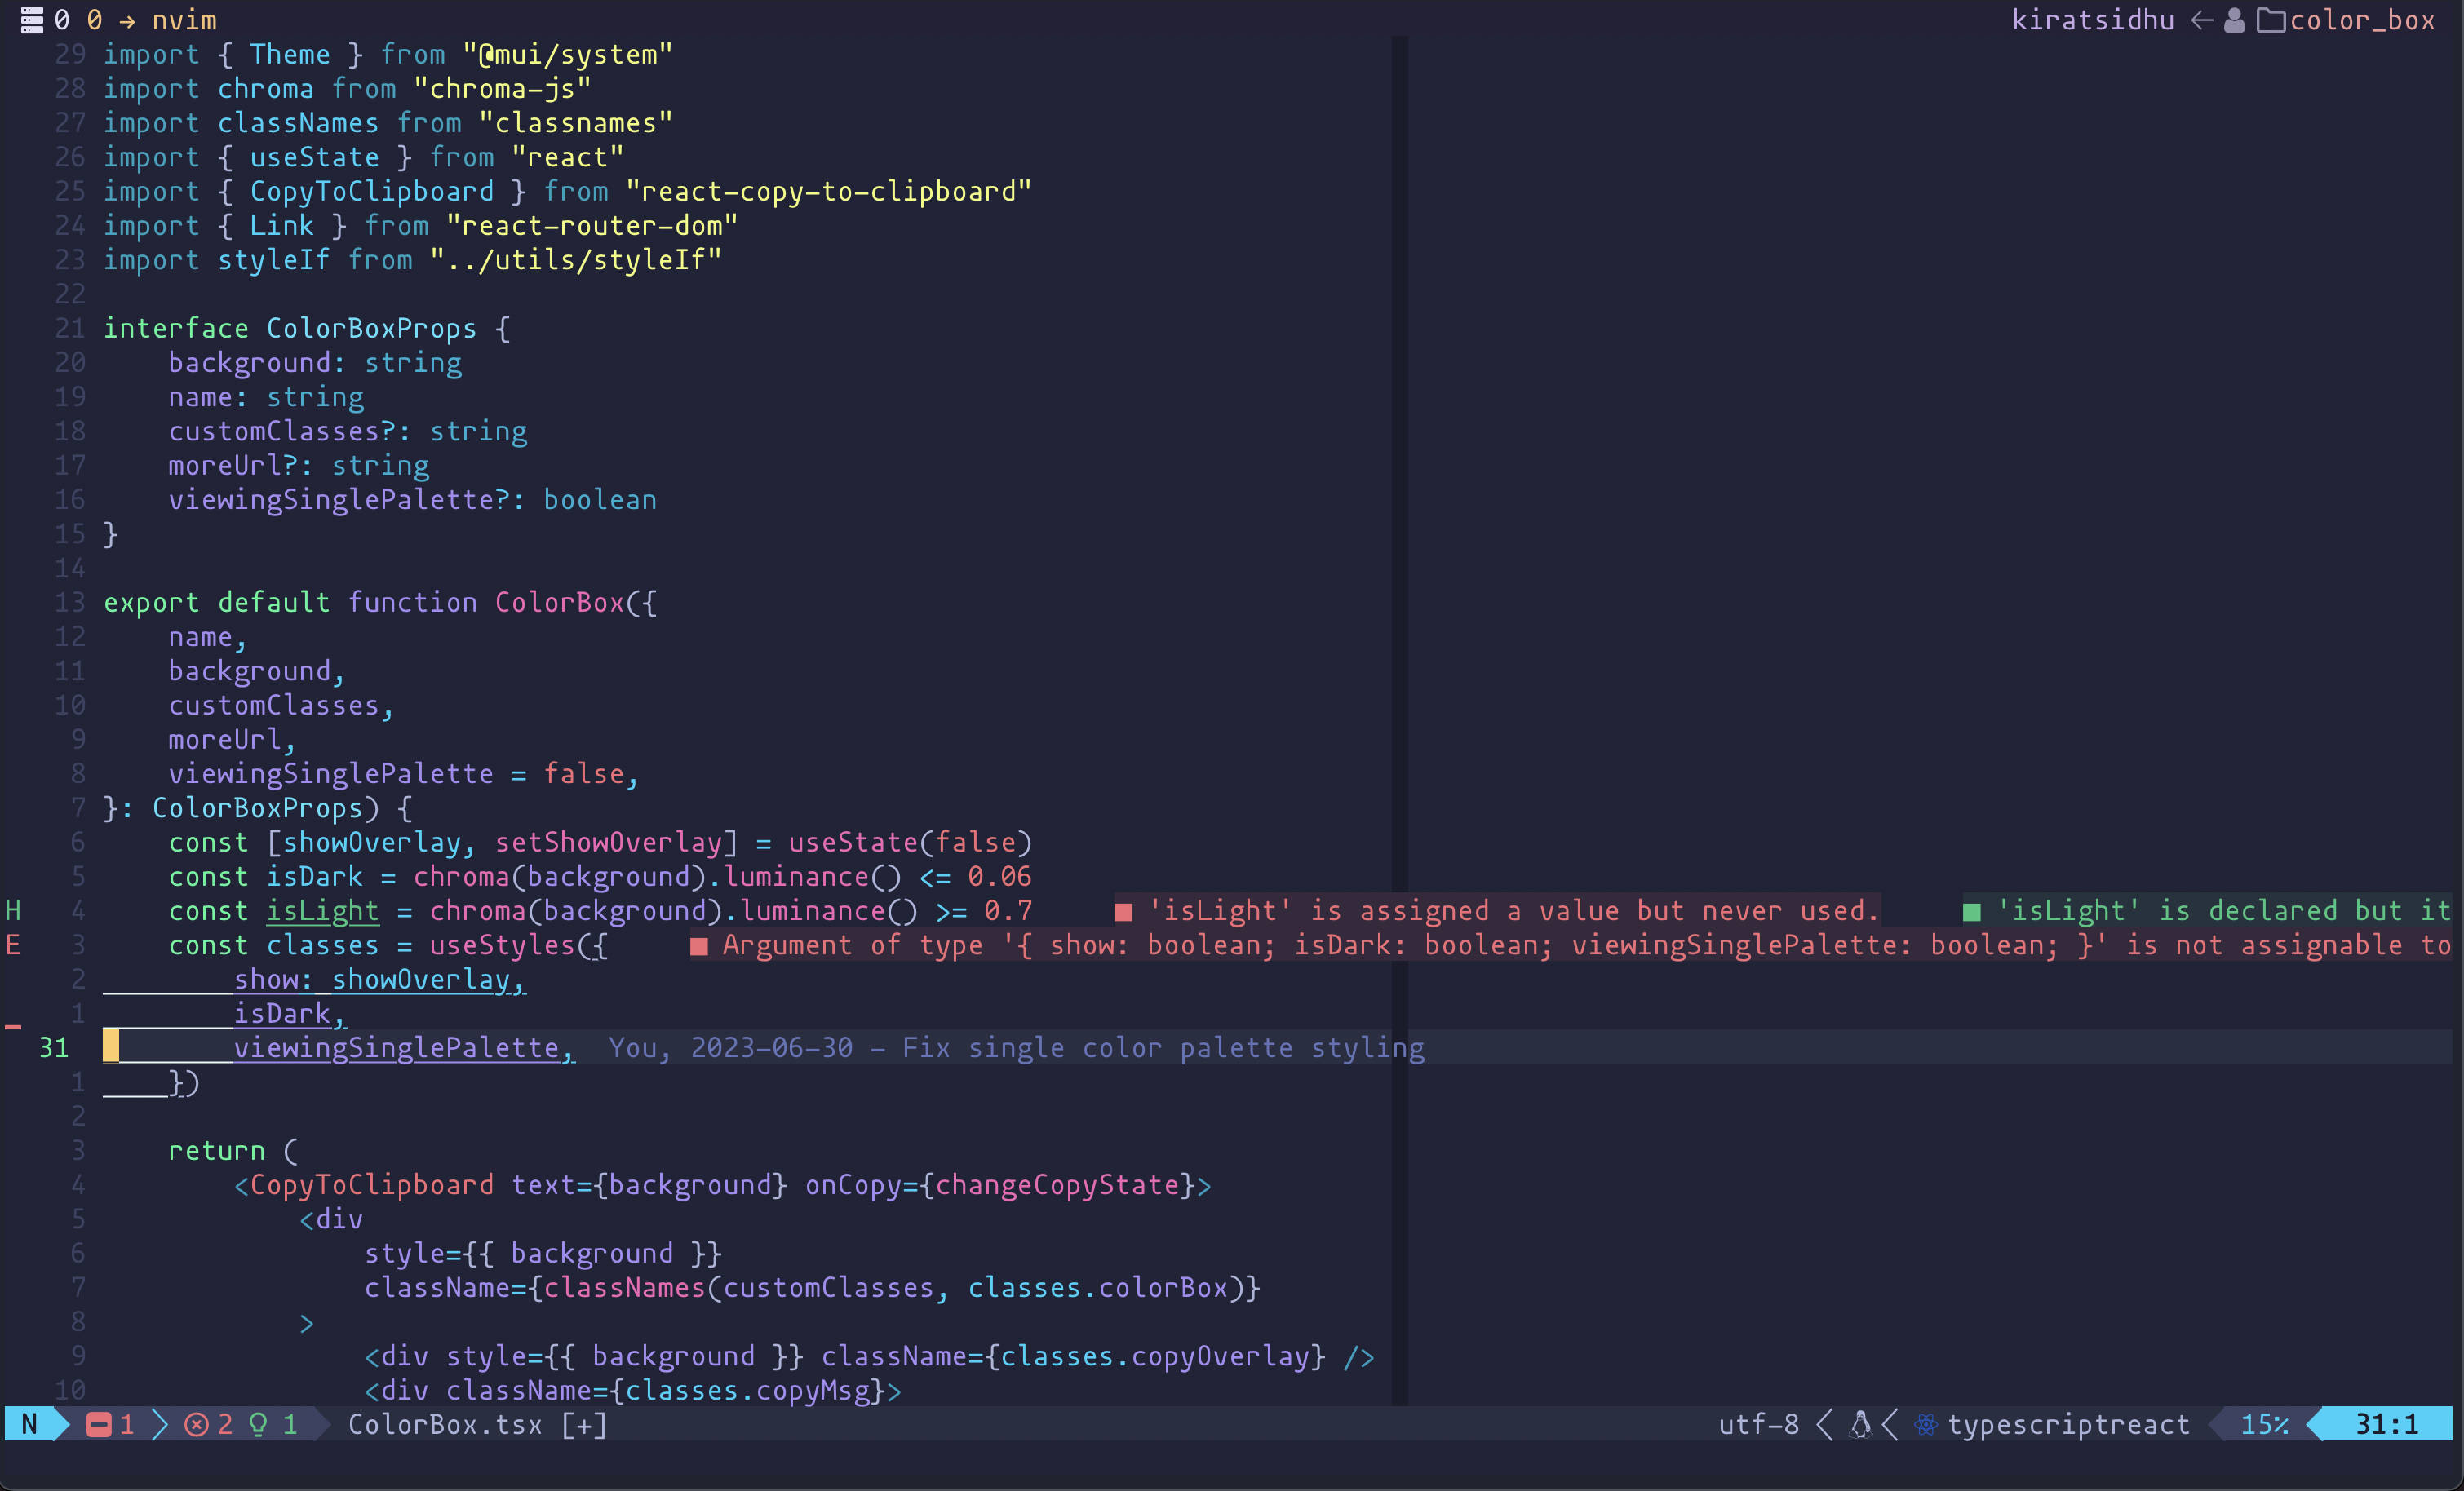 0 0 → nvim kiratsidhu ← color_box
29 import { Theme } from "@mui/system"
28 import chroma from "chroma-js"
27 import classNames from "classnames"
26 import { useState } from "react"
25 import { CopyToClipboard } from "react-copy-to-clipboard"
24 import { Link } from "react-router-dom"
23 import styleIf from "../utils/styleIf"
22
21 interface ColorBoxProps {
20     background: string
19     name: string
18     customClasses?: string
17     moreUrl?: string
16     viewingSinglePalette?: boolean
15 }
14
13 export default function ColorBox({
12     name,
11     background,
10     customClasses,
9     moreUrl,
8     viewingSinglePalette = false,
7 }: ColorBoxProps) {
6     const [showOverlay, setShowOverlay] = useState(false)
5     const isDark = chroma(background).luminance() <= 0.06
H 4     const isLight = chroma(background).luminance() >= 0.7     ■ 'isLight' is assigned a value but never used.     ■ 'isLight' is declared but it
E 3     const classes = useStyles({     ■ Argument of type '{ show: boolean; isDark: boolean; viewingSinglePalette: boolean; }' is not assignable to
2         show: showOverlay,
_ 1         isDark,
31         viewingSinglePalette,  You, 2023-06-30 - Fix single color palette styling
1     })
2
3     return (
4         <CopyToClipboard text={background} onCopy={changeCopyState}>
5             <div
6                 style={{ background }}
7                 className={classNames(customClasses, classes.colorBox)}
8             >
9                 <div style={{ background }} className={classes.copyOverlay} />
10                 <div className={classes.copyMsg}>
N 1 2 1 ColorBox.tsx [+] utf-8 typescriptreact 15% 31:1